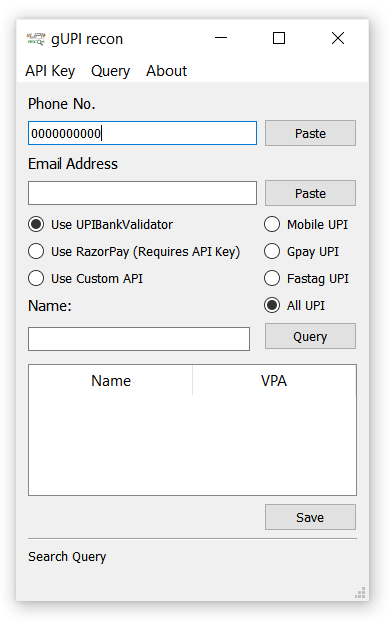 gUPI recon
API Key Query About
Phone No.
0000000000 Paste
Email Address
Paste
Use UPIBankValidator Mobile UPI
Use RazorPay (Requires API Key) Gpay UPI
Use Custom API Fastag UPI
Name: All UPI
Query
Name VPA
Save
Search Query